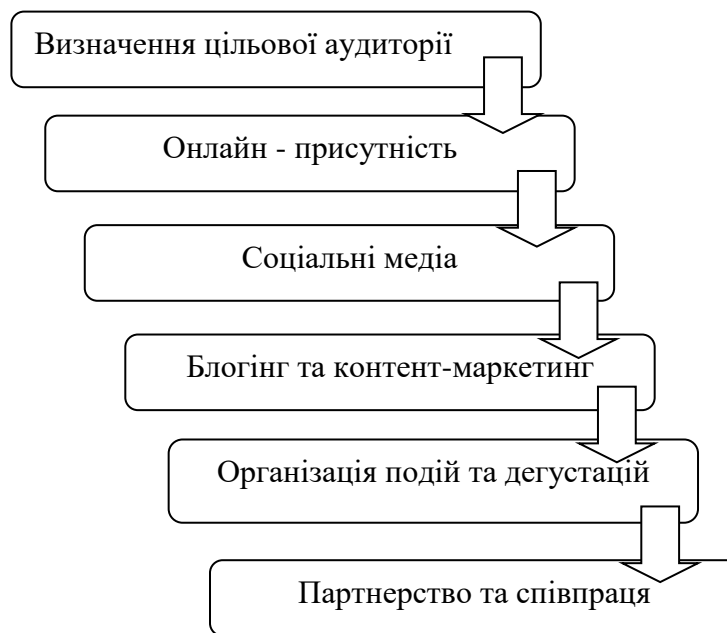 Визначення цільової аудиторії
Онлайн - присутність
Соціальні медіа
Блогінг та контент-маркетинг
Організація подій та дегустацій
Партнерство та співпраця